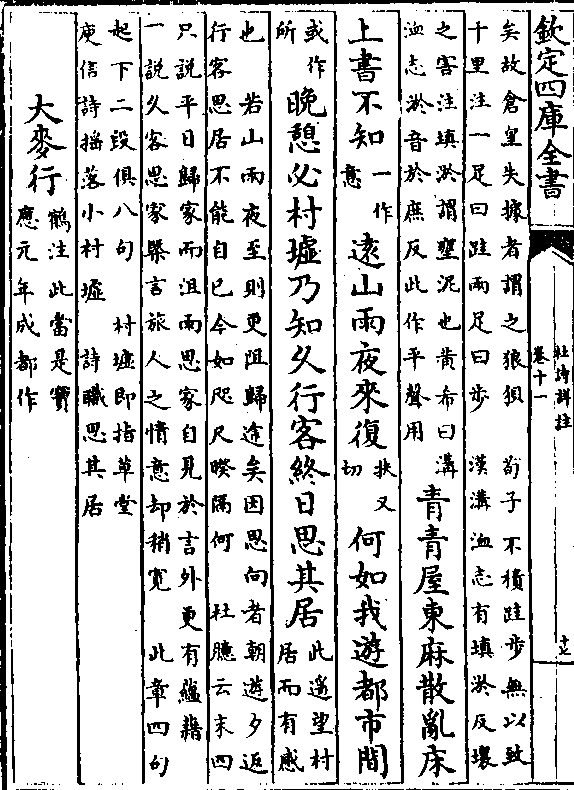 欽定四庫全書
杜詩詳註
卷十一
矣故倉皇失據者謂之狼狽 荀子不積跬步無以致
十里注一足曰跬兩足曰步 漢溝洫志有填淤反壤
之害注填淤謂壅泥也黄希曰溝
洫志淤音於庶反此作平聲用
青青屋東麻散亂床
上書不知一作意遠山雨夜來復扶又切何如我遊都市間
或作所晚憩必村墟乃知久行客終日思其居此遥望村居而有感
也 若山雨夜至則更阻歸途矣因思向者朝遊夕返
行客思居不能自已今如咫尺睽隔何 杜臆云末四
只説平日歸家而沮雨思家自見於言外更有蘊藉
一説久客思家槩言旅人之情意却稍寛 此章四句
起下二段俱八句 村墟即指草堂
庾信詩摇落小村墟 詩職思其居
大麥行鶴注此當是寶應元年成都作